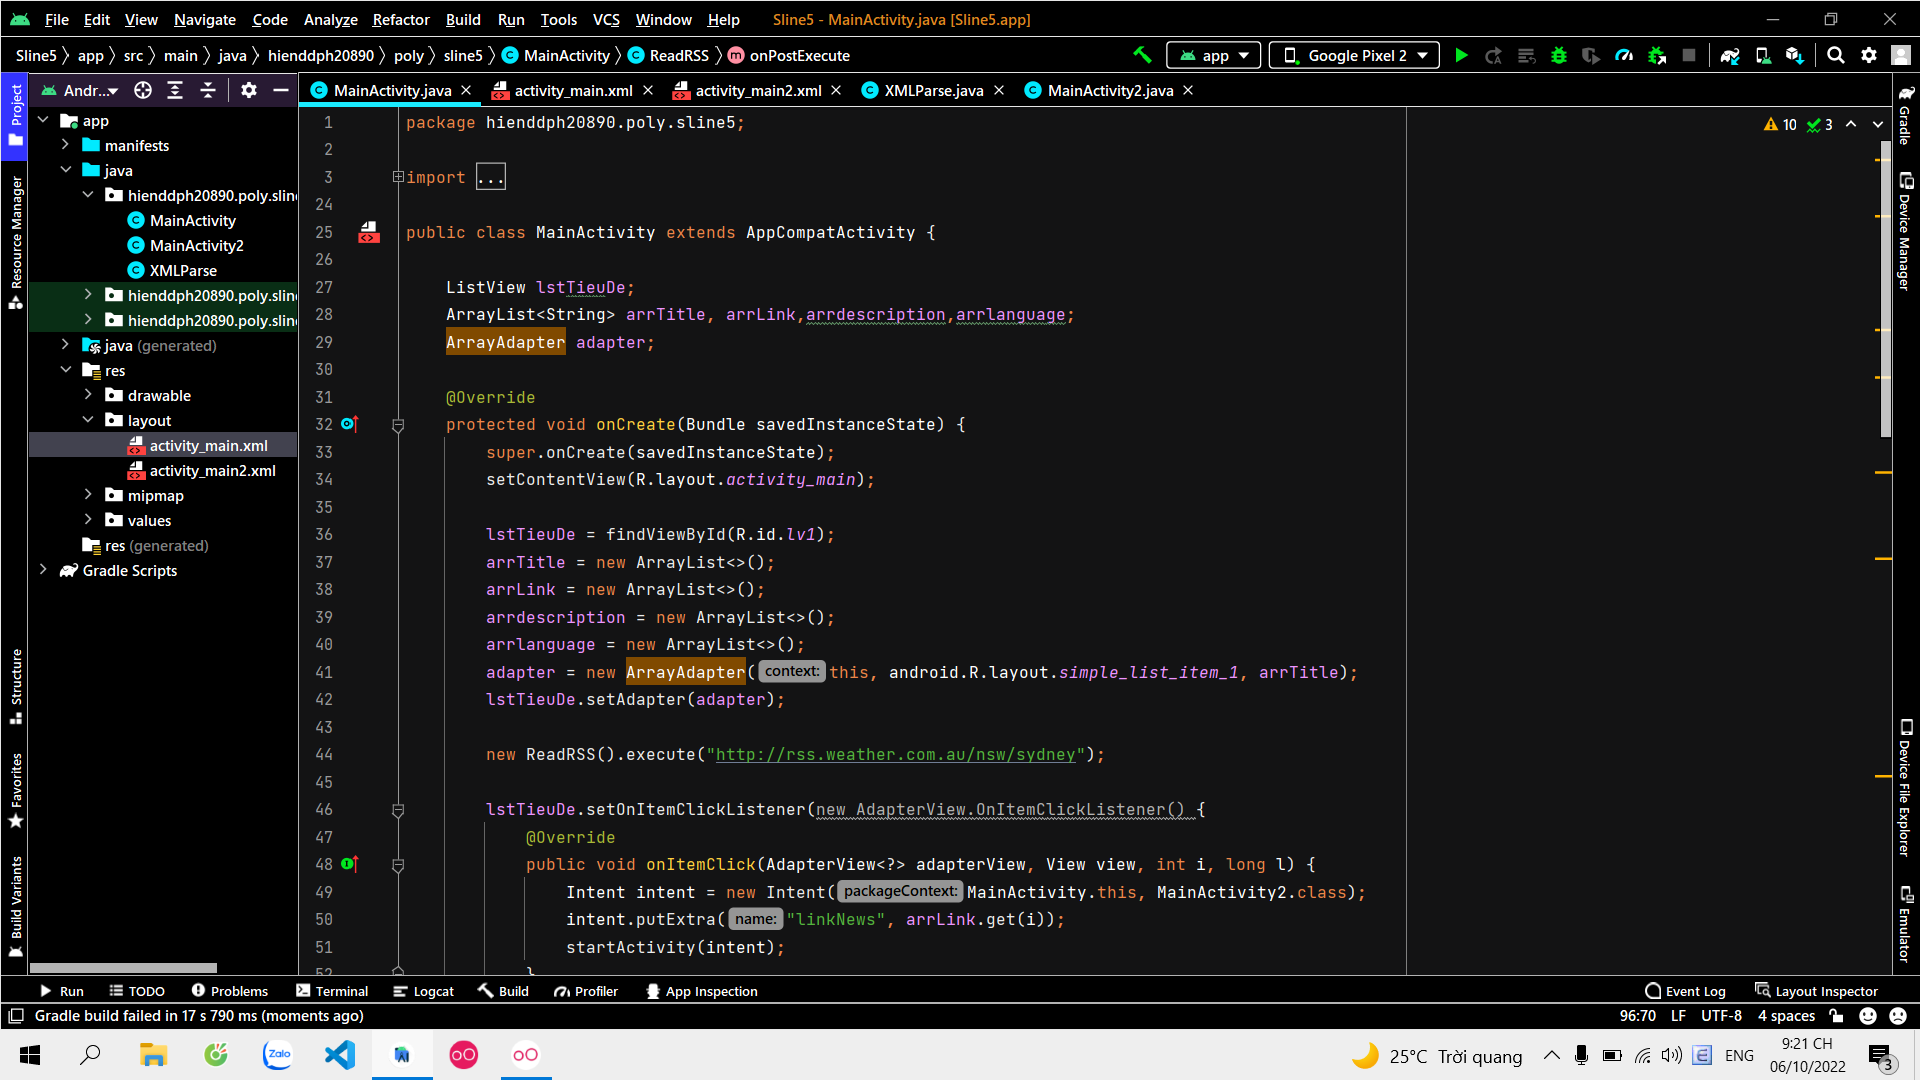 File Edit View Navigate Code Analyze Refactor Build Run Tools VCS Window Help Sline5 - MainActivity.java [Sline5.app]
Sline5 app src main java hienddph20890 poly sline5 MainActivity ReadRSS onPostExecute app Google Pixel 2
Andr... MainActivity.java activity_main.xml activity_main2.xml XMLParse.java MainActivity2.java
Project
Resource Manager
Structure
Favorites
Build Variants
app
manifests
java
hienddph20890.poly.sline
MainActivity
MainActivity2
XMLParse
hienddph20890.poly.sline
hienddph20890.poly.sline
java (generated)
res
drawable
layout
activity_main.xml
activity_main2.xml
mipmap
values
res (generated)
Gradle Scripts
10 3
1 package hienddph20890.poly.sline5;
2
3 import ...
24
25 public class MainActivity extends AppCompatActivity {
26
27 ListView lstTieuDe;
28 ArrayList<String> arrTitle, arrLink,arrdescription,arrlanguage;
29 ArrayAdapter adapter;
30
31 @Override
32 protected void onCreate(Bundle savedInstanceState) {
33 super.onCreate(savedInstanceState);
34 setContentView(R.layout.activity_main);
35
36 lstTieuDe = findViewById(R.id.lv1);
37 arrTitle = new ArrayList<>();
38 arrLink = new ArrayList<>();
39 arrdescription = new ArrayList<>();
40 arrlanguage = new ArrayList<>();
41 adapter = new ArrayAdapter( context: this, android.R.layout.simple_list_item_1, arrTitle);
42 lstTieuDe.setAdapter(adapter);
43
44 new ReadRSS().execute("http://rss.weather.com.au/nsw/sydney");
45
46 lstTieuDe.setOnItemClickListener(new AdapterView.OnItemClickListener() {
47 @Override
48 public void onItemClick(AdapterView<?> adapterView, View view, int i, long l) {
49 Intent intent = new Intent( packageContext: MainActivity.this, MainActivity2.class);
50 intent.putExtra( name: "linkNews", arrLink.get(i));
51 startActivity(intent);
52 }
Gradle
Device Manager
Device File Explorer
Emulator
Run TODO Problems Terminal Logcat Build Profiler App Inspection Event Log Layout Inspector
Gradle build failed in 17 s 790 ms (moments ago) 96:70 LF UTF-8 4 spaces
Zalo 25°C Trời quang ENG 9:21 CH
06/10/2022 3